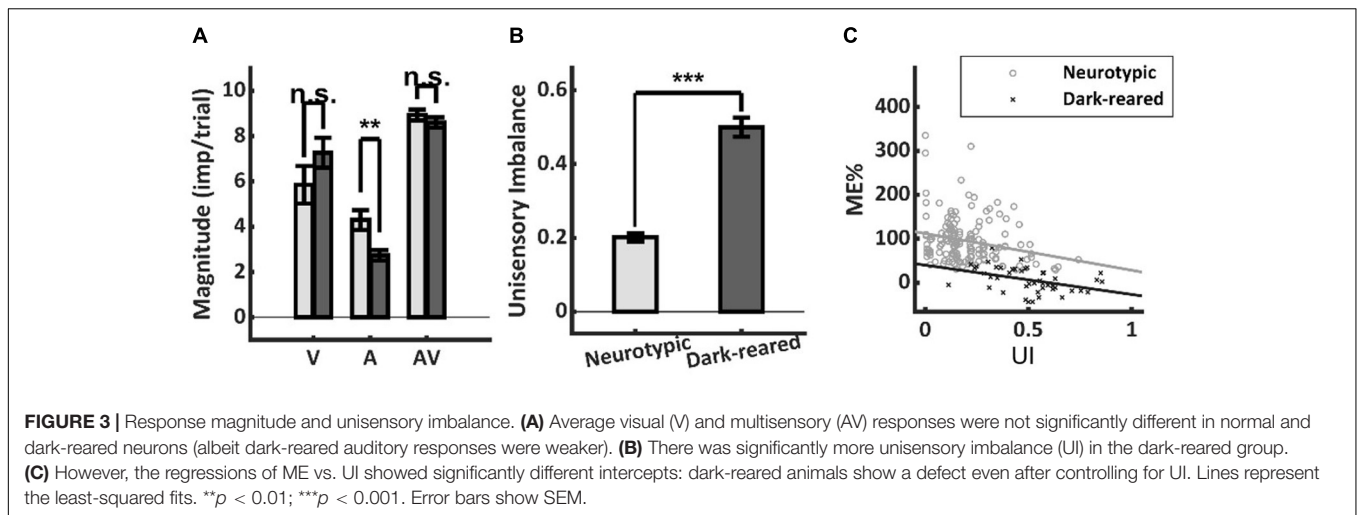 A
Magnitude (imp/trial)
10
8
6
4
2
0
n.s.
**
n.s.
V
A
AV
B
Unisensory Imbalance
0.6
0.4
0.2
0
***
Neurotypic
Dark-reared
C
Neurotypic
Dark-reared
ME%
400
300
200
100
0
0
0.5
1
UI
FIGURE 3 | Response magnitude and unisensory imbalance. (A) Average visual (V) and multisensory (AV) responses were not significantly different in normal and
dark-reared neurons (albeit dark-reared auditory responses were weaker). (B) There was significantly more unisensory imbalance (UI) in the dark-reared group.
(C) However, the regressions of ME vs. UI showed significantly different intercepts: dark-reared animals show a defect even after controlling for UI. Lines represent
the least-squared fits. **p < 0.01; ***p < 0.001. Error bars show SEM.